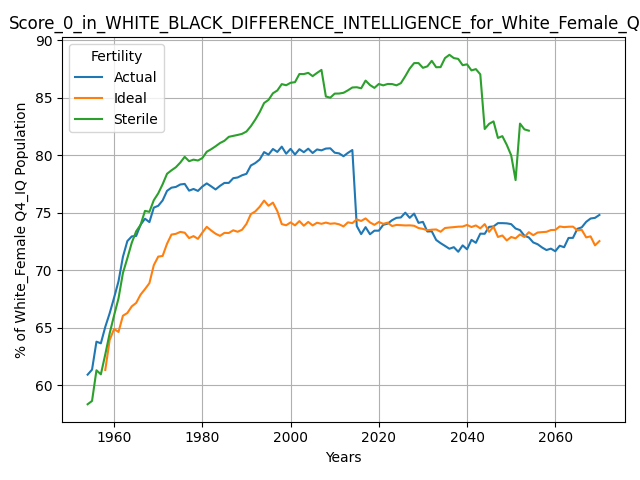 Score_0_in_WHITE_BLACK_DIFFERENCE_INTELLIGENCE_for_White_Female_Q
90
85
80
75
70
65
60
Fertility
Actual
Ideal
Sterile
% of White_Female Q4_IQ Population
1960
1980
2000
2020
2040
2060
Years